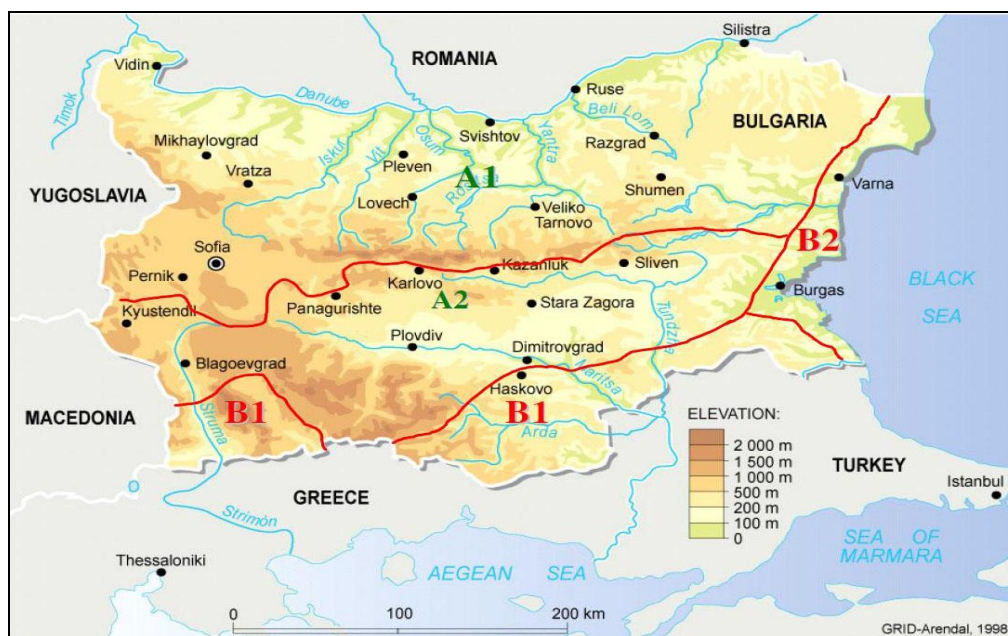 Silistra
ROMANIA
Vidin
Ruse
Timok
Danube
Beli Lom
Svishtov
BULGARIA
Iskur
Vit
Osum
Yantra
Mikhaylovgrad
Razgrad
Pleven
Vratza
A1
Rositsa
YUGOSLAVIA
Shumen
Varna
Lovech
Veliko
Tarnovo
B2
Sofia
Pernik
Karlovo
Kazanluk
Sliven
BLACK
SEA
Panagurishte
A2
Burgas
Kyustendil
Stara Zagora
Tundzha
Plovdiv
Dimitrovgrad
Blagoevgrad
Maritsa
Haskovo
MACEDONIA
B1
B1
Struma
Arda
ELEVATION:
2 000 m
1 500 m
1 000 m
500 m
200 m
100 m
0
TURKEY
GREECE
Istanbul
Strimón
SEA OF
MARMARA
Thessaloniki
AEGEAN SEA
0 100 200 km
GRID-Arendal, 1998